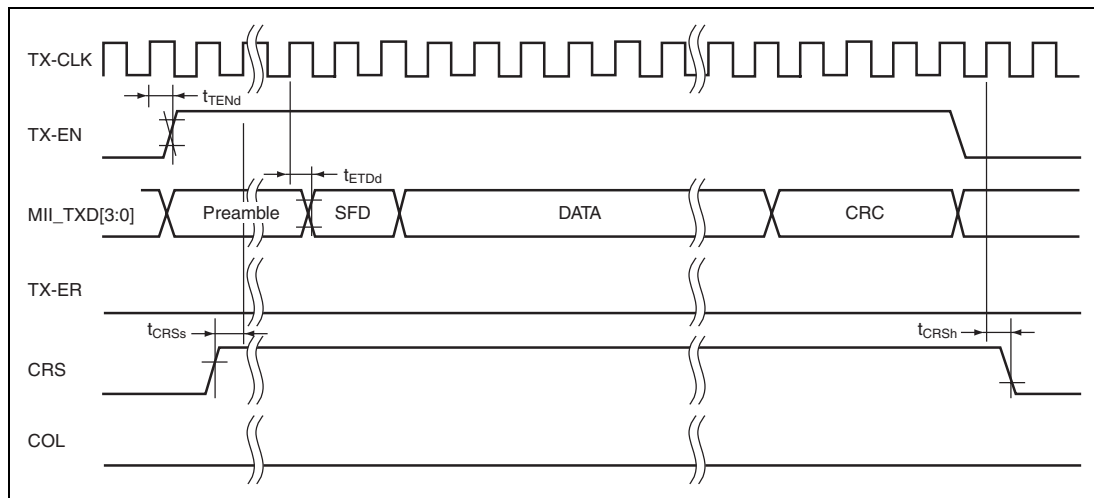 TX-CLK
tTENd
TX-EN
tETDd
MII_TXD[3:0]
Preamble
SFD
DATA
CRC
TX-ER
tCRSs
tCRSh
CRS
COL